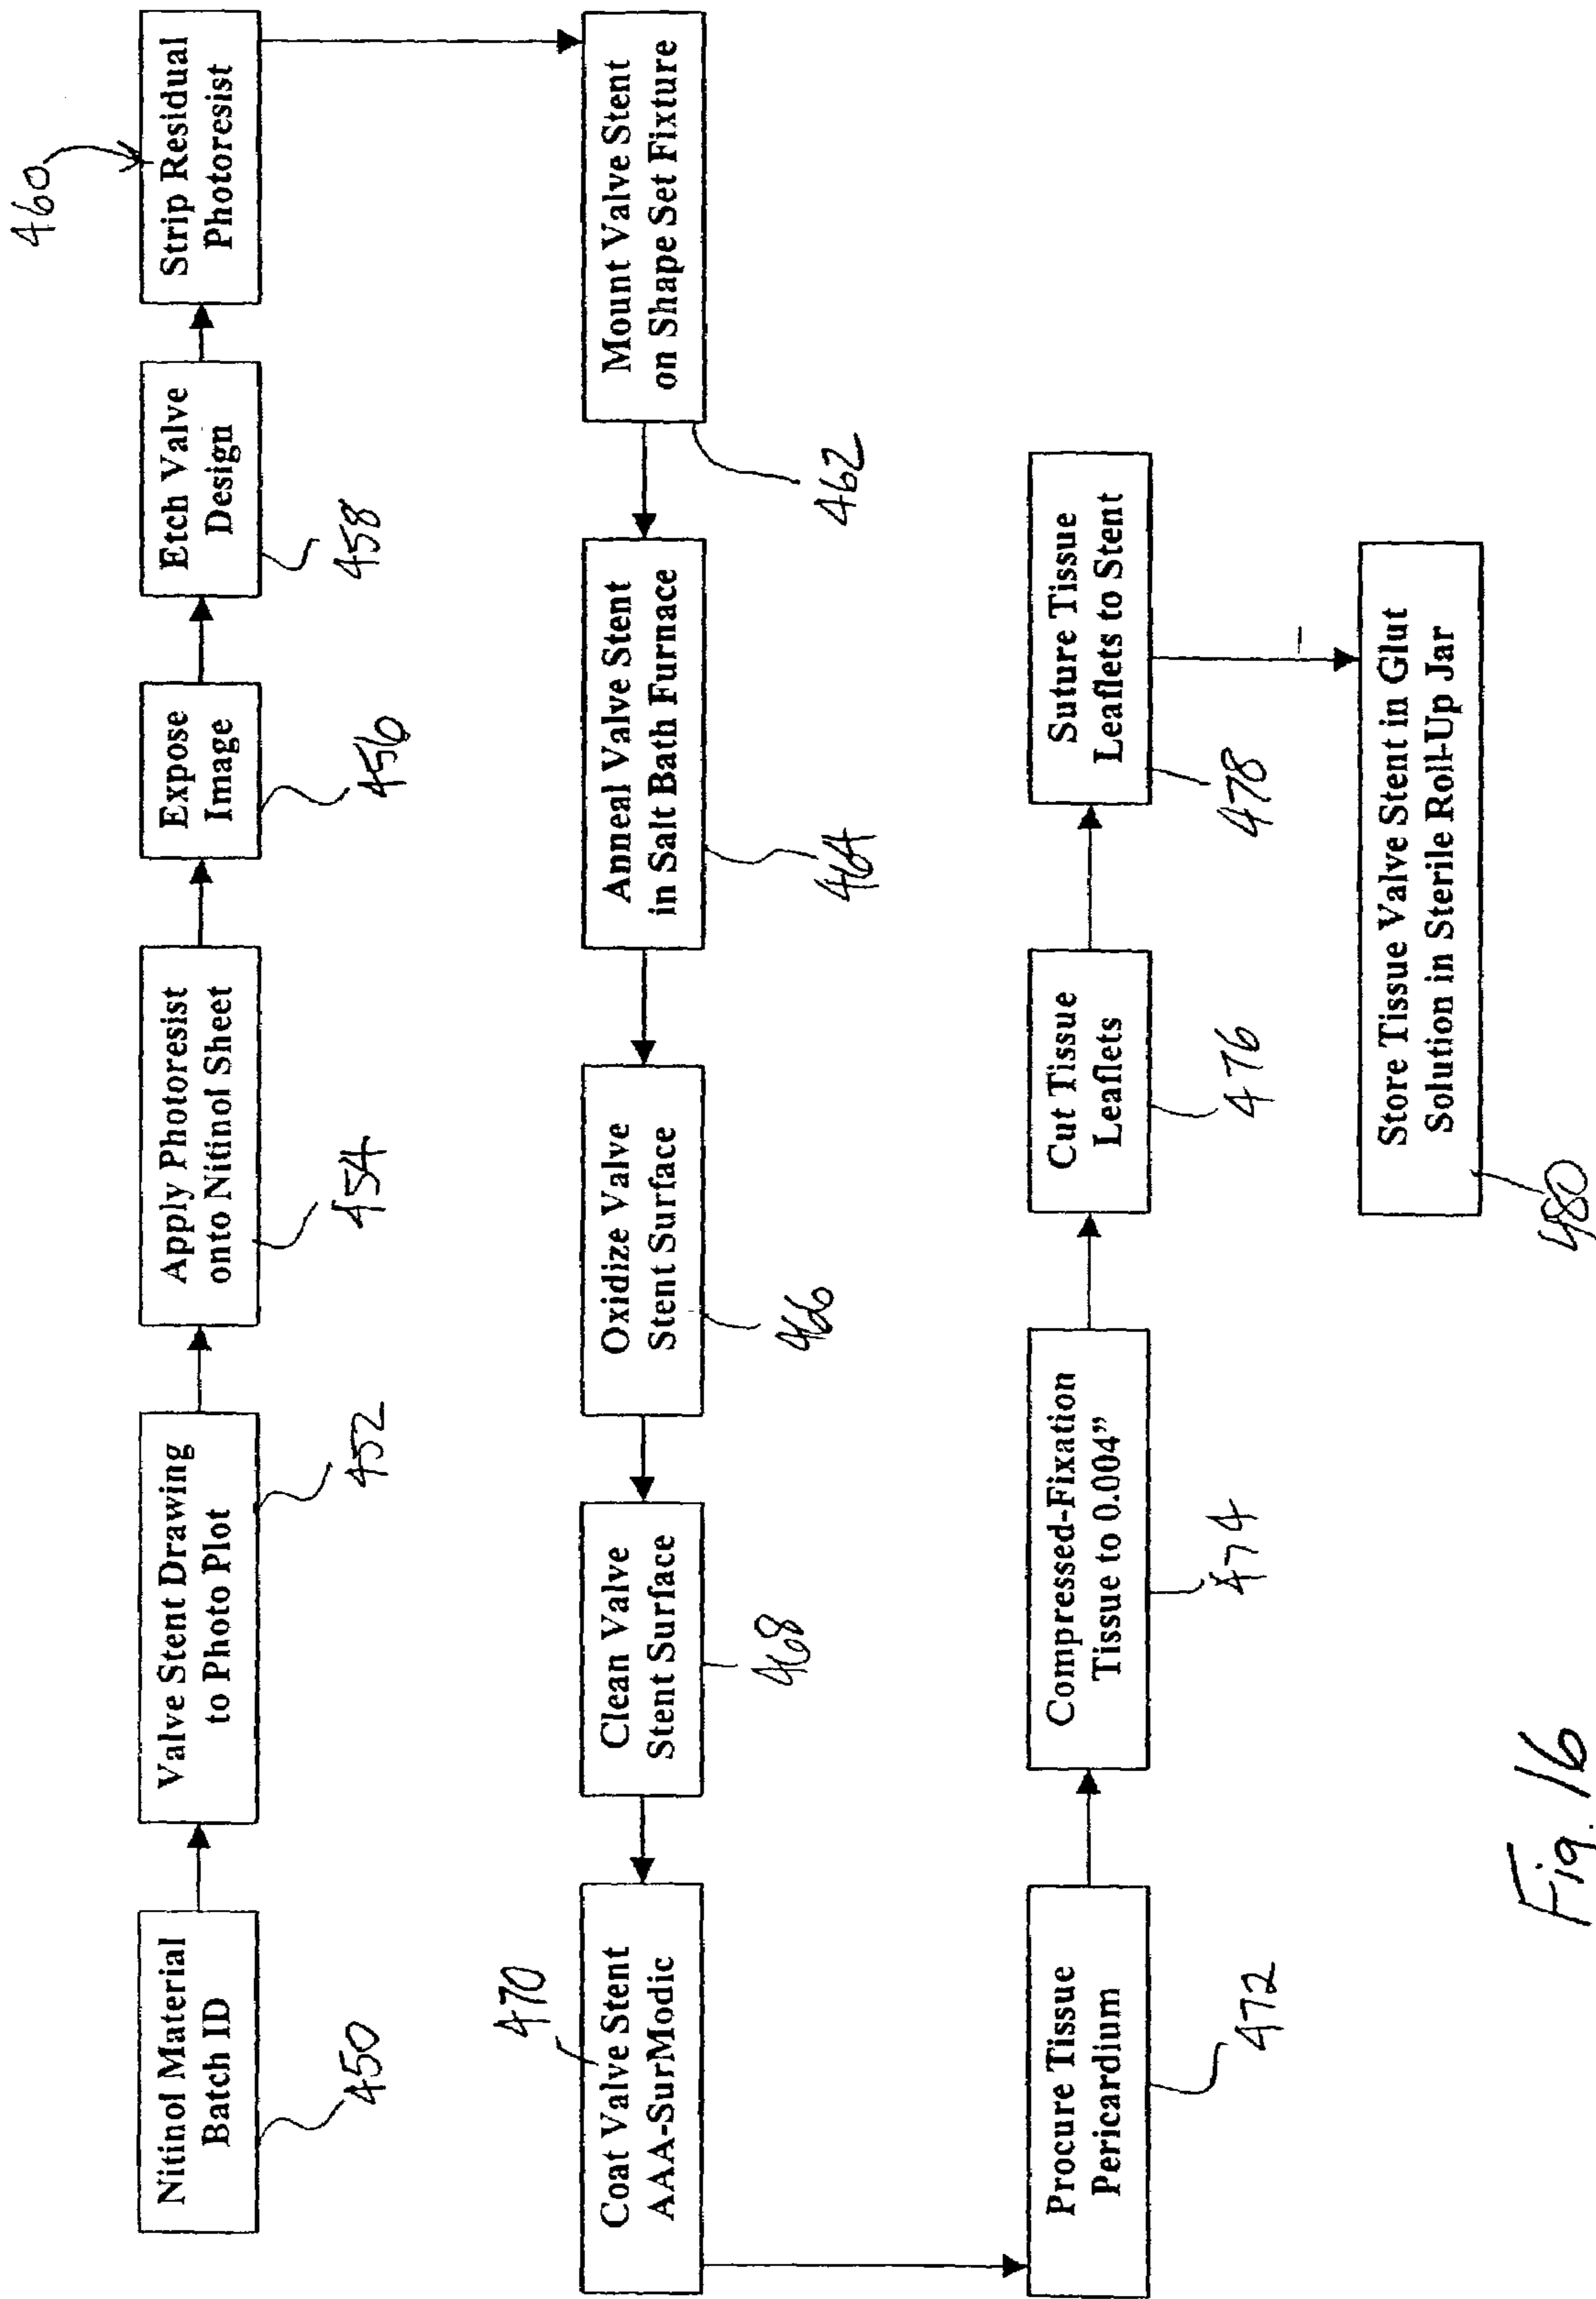 Nitinol Material
Batch ID
450
Valve Stent Drawing
to Photo Plot
452
Apply Photoresist
onto Nitinol Sheet
454
Expose
Image
456
Etch Valve
Design
458
460
Strip Residual
Photoresist
Mount Valve Stent
on Shape Set Fixture
462
Anneal Valve Stent
in Salt Bath Furnace
464
Oxidize Valve
Stent Surface
466
Clean Valve
Stent Surface
468
470
Coat Valve Stent
AAA-SurModic
Procure Tissue
Pericardium
472
Compressed-Fixation
Tissue to 0.004”
474
Cut Tissue
Leaflets
476
Suture Tissue
Leaflets to Stent
478
Store Tissue Valve Stent in Glut
Solution in Sterile Roll-Up Jar
480
Fig. 16